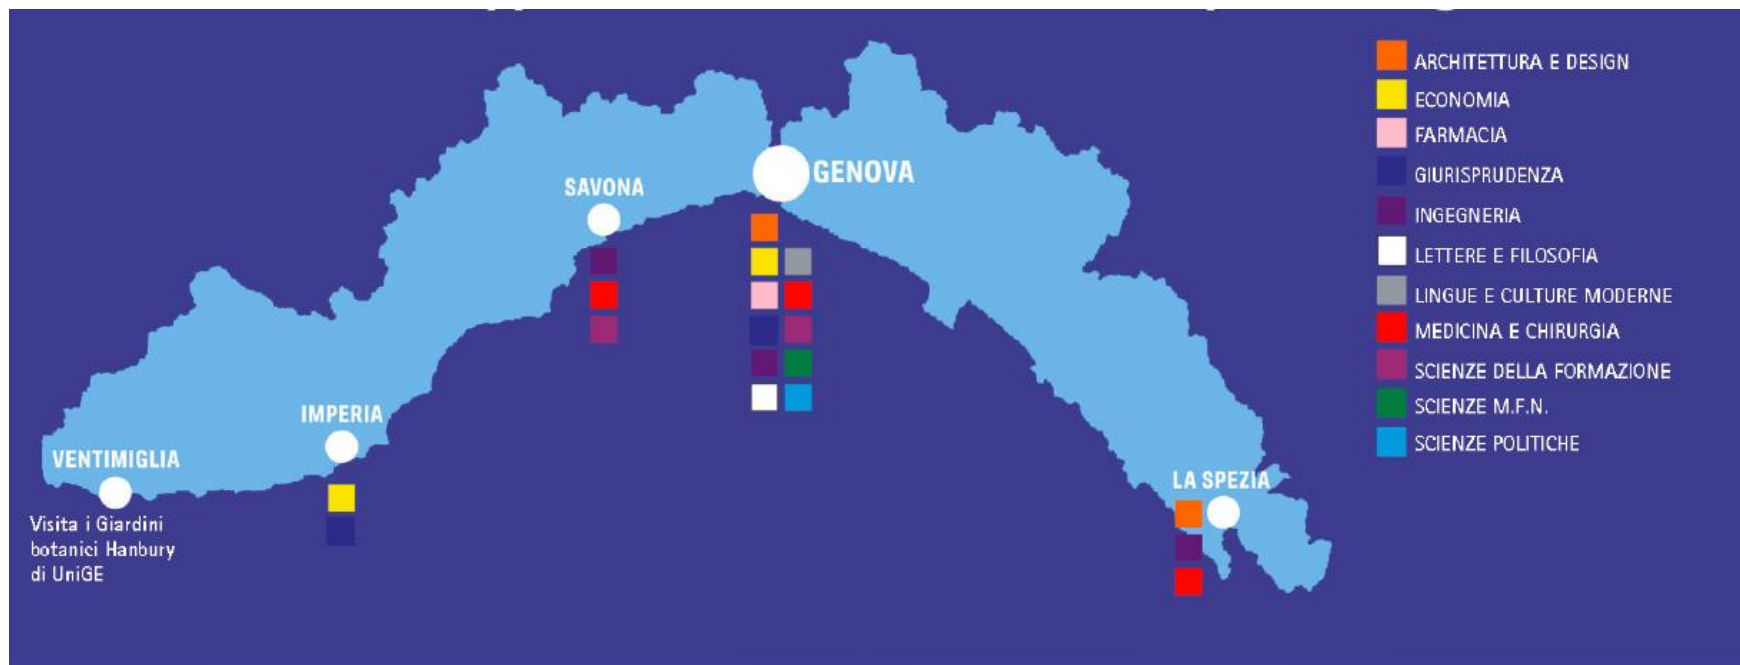 GENOVA
SAVONA
IMPERIA
VENTIMIGLIA
Visita i Giardini
botanici Hanbury
di UniGE
LA SPEZIA
ARCHITETTURA E DESIGN
ECONOMIA
FARMACIA
GIURISPRUDENZA
INGEGNERIA
LETTERE E FILOSOFIA
LINGUE E CULTURE MODERNE
MEDICINA E CHIRURGIA
SCIENZE DELLA FORMAZIONE
SCIENZE M.F.N.
SCIENZE POLITICHE